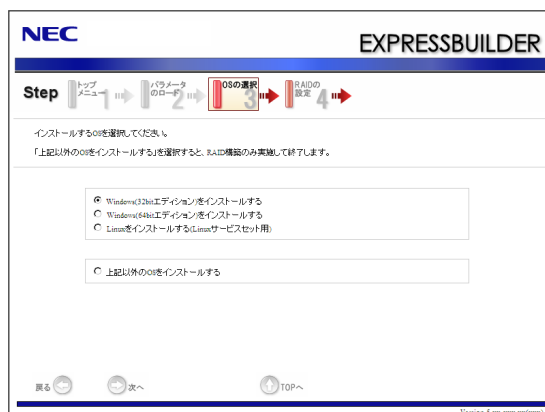 NEC
EXPRESSBUILDER
Step
トップ
メニュー 1
パラメータ
のロード 2
OSの選択
3
RAIDの
設定 4
インストールするOSを選択してください。
「上記以外のOSをインストールする」を選択すると、RAID構築のみ実施して終了します。
Windows(32bitエディション)をインストールする
Windows(64bitエディション)をインストールする
Linuxをインストールする(Linuxサービスセット用)
上記以外のOSをインストールする
戻る
次へ
TOPへ